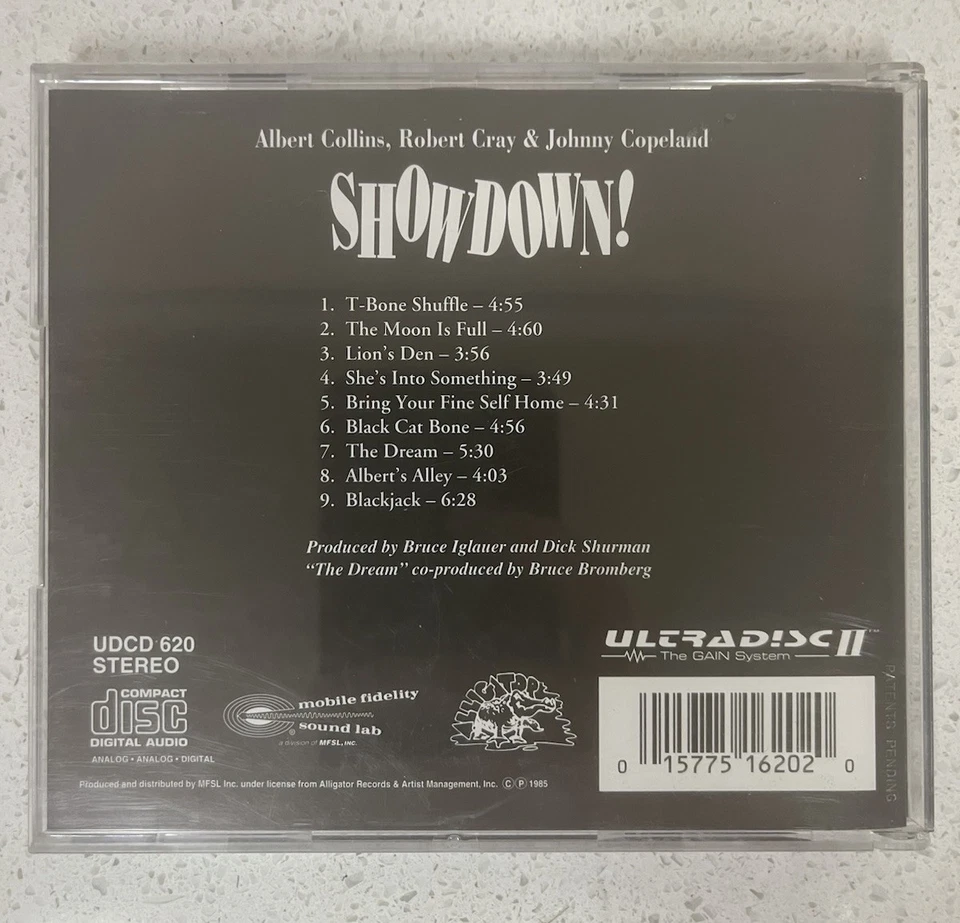 Albert Collins, Robert Cray & Johnny Copeland
SHOWDOWN!
1. T-Bone Shuffle – 4:55
2. The Moon Is Full – 4:60
3. Lion's Den – 3:56
4. She's Into Something – 3:49
5. Bring Your Fine Self Home – 4:31
6. Black Cat Bone – 4:56
7. The Dream – 5:30
8. Albert's Alley – 4:03
9. Blackjack – 6:28
Produced by Bruce Iglauer and Dick Shurman
“The Dream” co-produced by Bruce Bromberg
UDCD 620
STEREO
COMPACT
disc
DIGITAL AUDIO
ANALOG • ANALOG • DIGITAL
mobile fidelity
sound lab
®
a division of MFSL, INC.
ALLIGATOR
ULTRADISC II™
The GAIN System
0 15775 16202 0
PATENTS PENDING
Produced and distributed by MFSL Inc. under license from Alligator Records & Artist Management, Inc. Ⓒ Ⓟ 1985